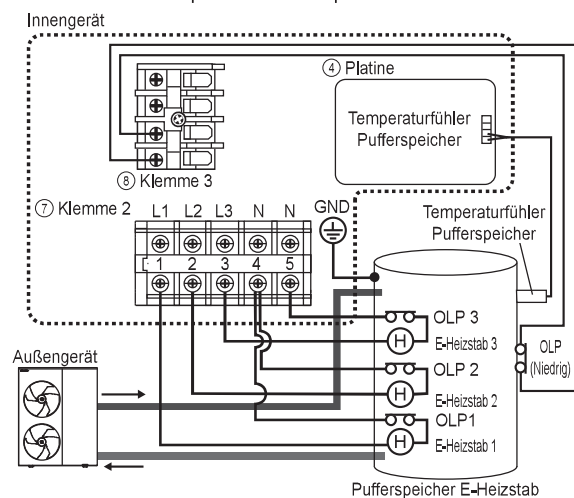 Innengerät
④ Platine
Temperaturfühler
Pufferspeicher
⑧ Klemme 3
⑦ Klemme 2
L1 L2 L3 N N
GND
1 2 3 4 5
Temperaturfühler
Pufferspeicher
OLP 3
H
E-Heizstab 3
OLP 2
H
E-Heizstab 2
OLP1
H
E-Heizstab 1
OLP
(Niedrig)
Außengerät
Pufferspeicher E-Heizstab